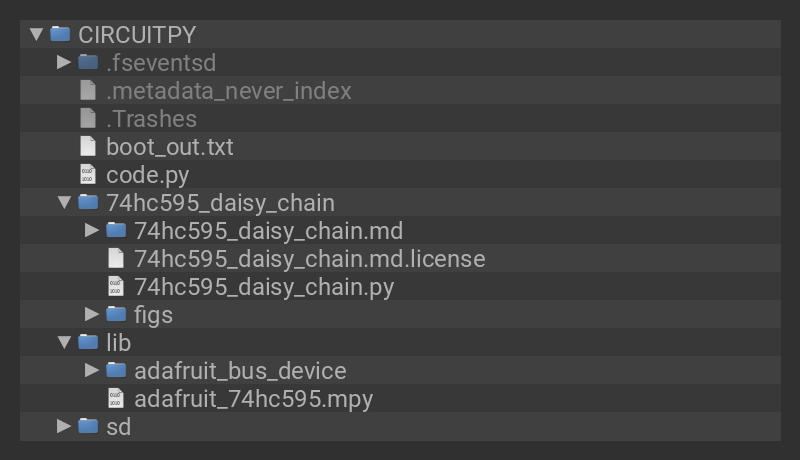 CIRCUITPY
.fseventsd
.metadata_never_index
.Trashes
boot_out.txt
code.py
74hc595_daisy_chain
74hc595_daisy_chain.md
74hc595_daisy_chain.md.license
74hc595_daisy_chain.py
figs
lib
adafruit_bus_device
adafruit_74hc595.mpy
sd